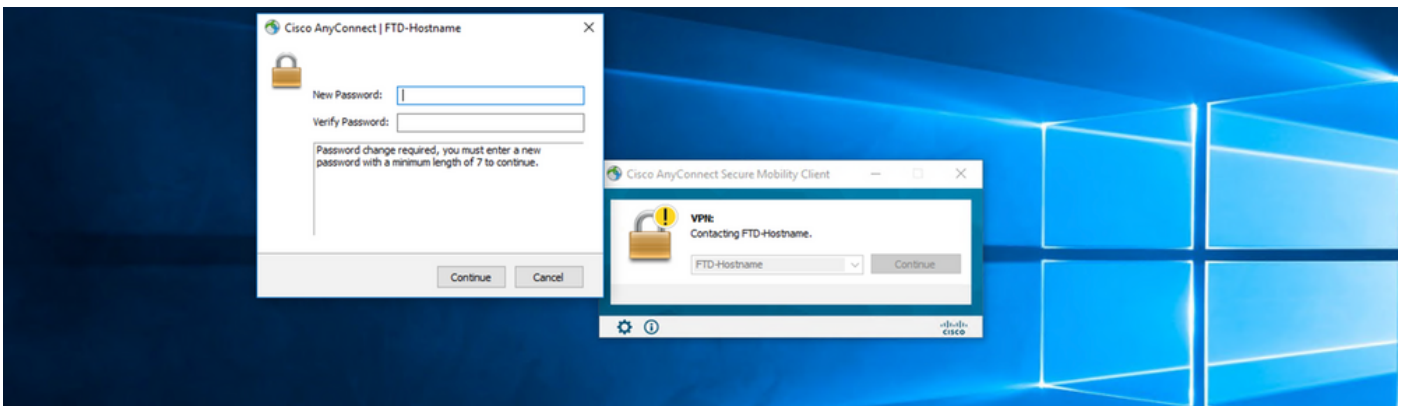 Cisco AnyConnect | FTD-Hostname
New Password:
Verify Password:
Password change required, you must enter a new
password with a minimum length of 7 to continue.
Continue
Cancel
Cisco AnyConnect Secure Mobility Client
VPN:
Contacting FTD-Hostname.
FTD-Hostname
Continue
CISCO